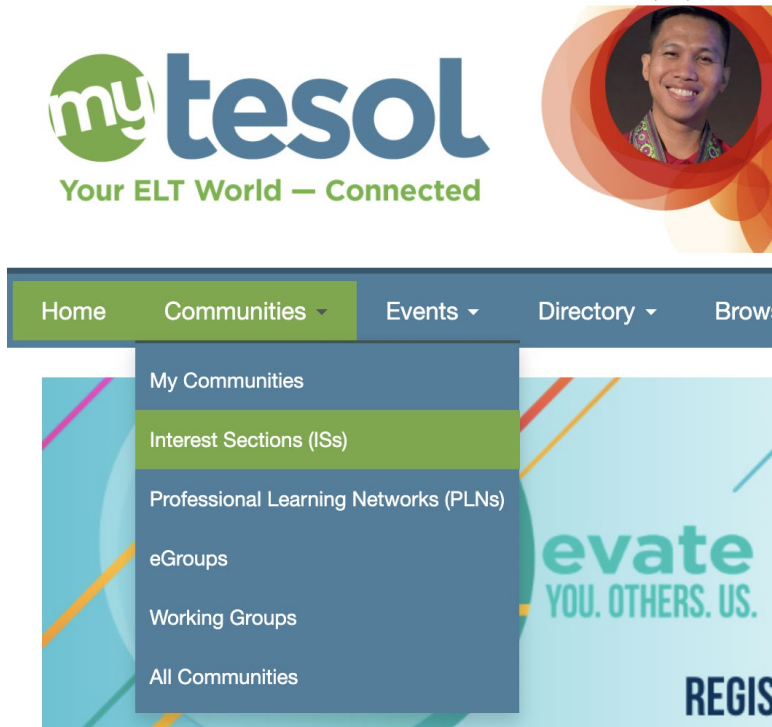 my tesol
Your ELT World — Connected
Home Communities Events Directory
My Communities
Interest Sections (ISs)
Professional Learning Networks (PLNs)
eGroups
Working Groups
All Communities
evate
YOU. OTHERS. US.